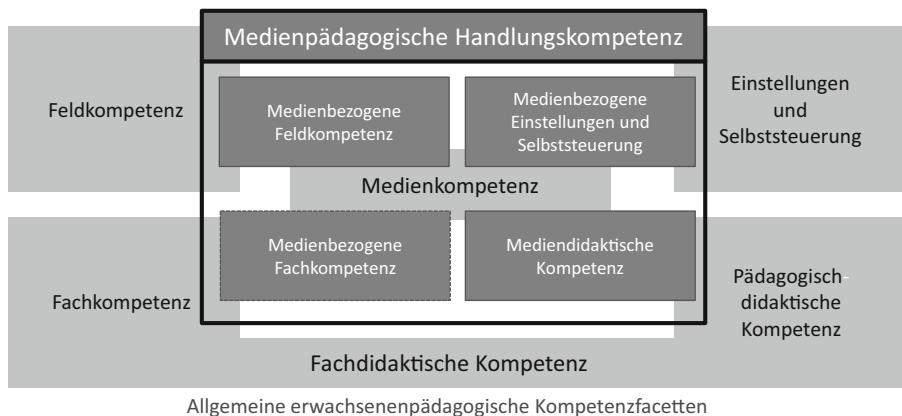 Medienpädagogische Handlungskompetenz
Feldkompetenz
Medienbezogene
Feldkompetenz
Medienbezogene
Einstellungen und
Selbststeuerung
Einstellungen
und
Selbststeuerung
Medienkompetenz
Fachkompetenz
Medienbezogene
Fachkompetenz
Mediendidaktische
Kompetenz
Pädagogisch-
didaktische
Kompetenz
Fachdidaktische Kompetenz
Allgemeine erwachsenenpädagogische Kompetenzfacetten